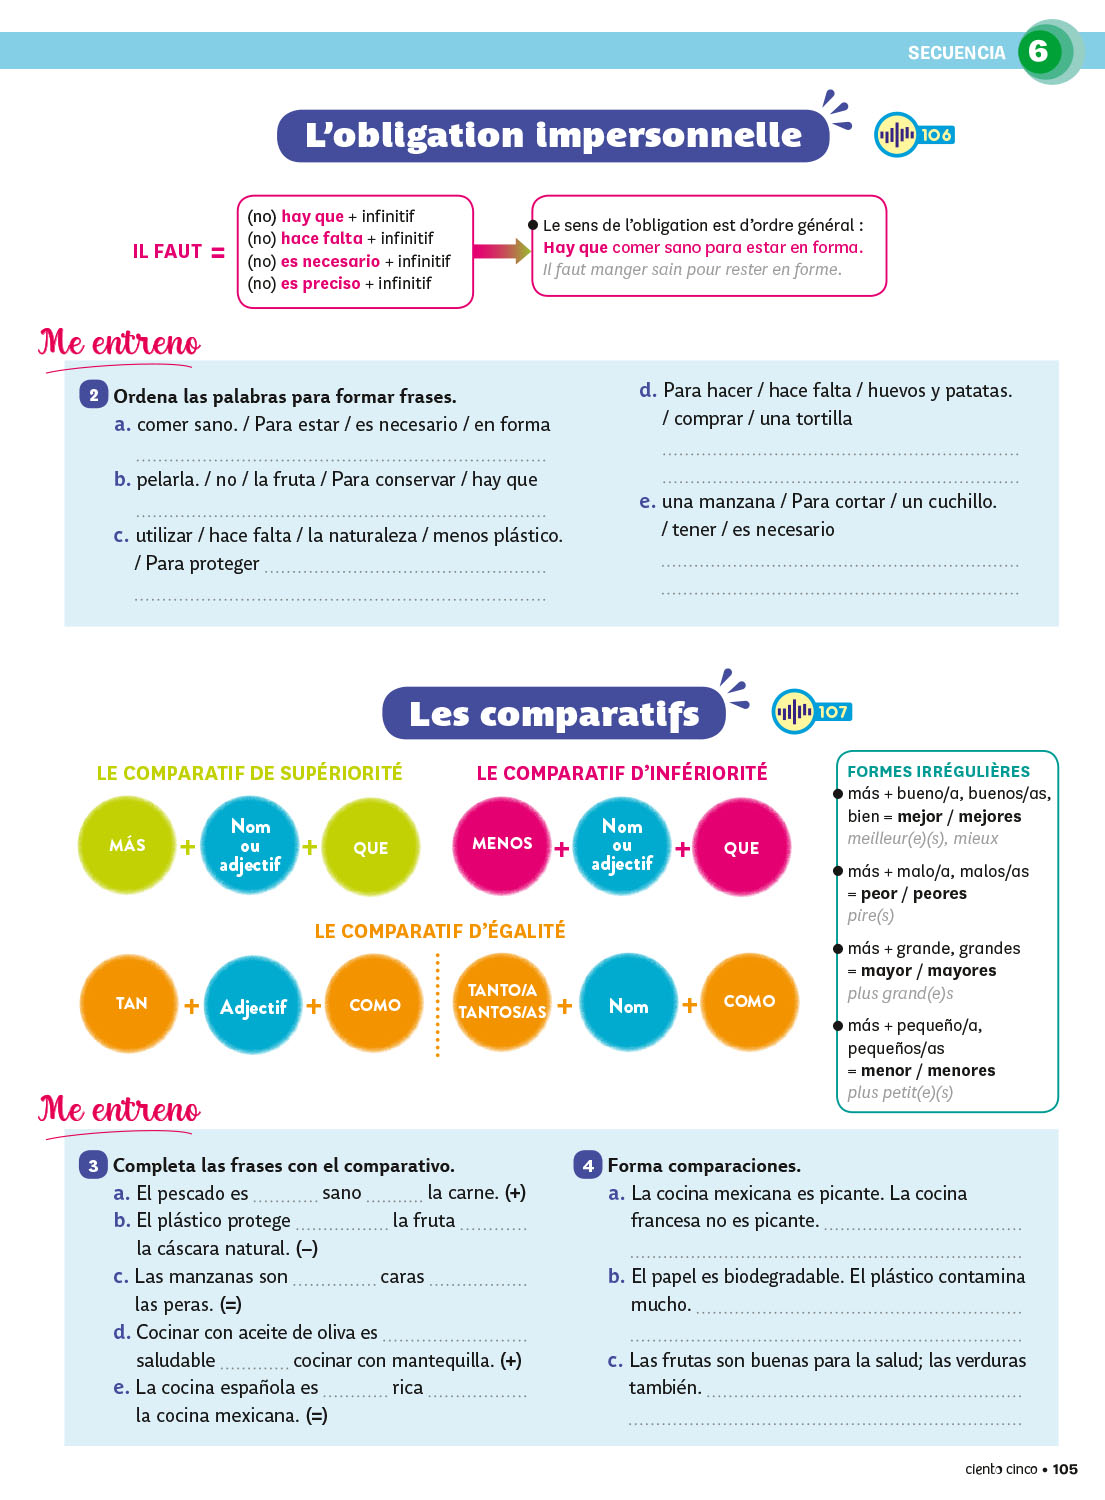 SECUENCIA 6
L'obligation impersonnelle
106
IL FAUT =
(no) hay que + infinitif
(no) hace falta + infinitif
(no) es necesario + infinitif
(no) es preciso + infinitif
Le sens de l'obligation est d'ordre général :
Hay que comer sano para estar en forma.
Il faut manger sain pour rester en forme.
Me entreno
2 Ordena las palabras para formar frases.
a. comer sano. / Para estar / es necesario / en forma
b. pelarla. / no / la fruta / Para conservar / hay que
c. utilizar / hace falta / la naturaleza / menos plástico.
/ Para proteger
d. Para hacer / hace falta / huevos y patatas.
/ comprar / una tortilla
e. una manzana / Para cortar / un cuchillo.
/ tener / es necesario
Les comparatifs
107
LE COMPARATIF DE SUPÉRIORITÉ
MÁS + Nom ou adjectif + QUE
LE COMPARATIF D'INFÉRIORITÉ
MENOS + Nom ou adjectif + QUE
LE COMPARATIF D'ÉGALITÉ
TAN + Adjectif + COMO
TANTO/A TANTOS/AS + Nom + COMO
FORMES IRRÉGULIÈRES
más + bueno/a, buenos/as,
bien = mejor / mejores
meilleur(e)(s), mieux
más + malo/a, malos/as
= peor / peores
pire(s)
más + grande, grandes
= mayor / mayores
plus grand(e)s
más + pequeño/a,
pequeños/as
= menor / menores
plus petit(e)(s)
Me entreno
3 Completa las frases con el comparativo.
a. El pescado es ............ sano ............ la carne. (+)
b. El plástico protege ............ la fruta ............
la cáscara natural. (–)
c. Las manzanas son ............ caras ............
las peras. (=)
d. Cocinar con aceite de oliva es ............
saludable ............ cocinar con mantequilla. (+)
e. La cocina española es ............ rica ............
la cocina mexicana. (=)
4 Forma comparaciones.
a. La cocina mexicana es picante. La cocina
francesa no es picante.
b. El papel es biodegradable. El plástico contamina
mucho.
c. Las frutas son buenas para la salud; las verduras
también.
ciento cinco • 105